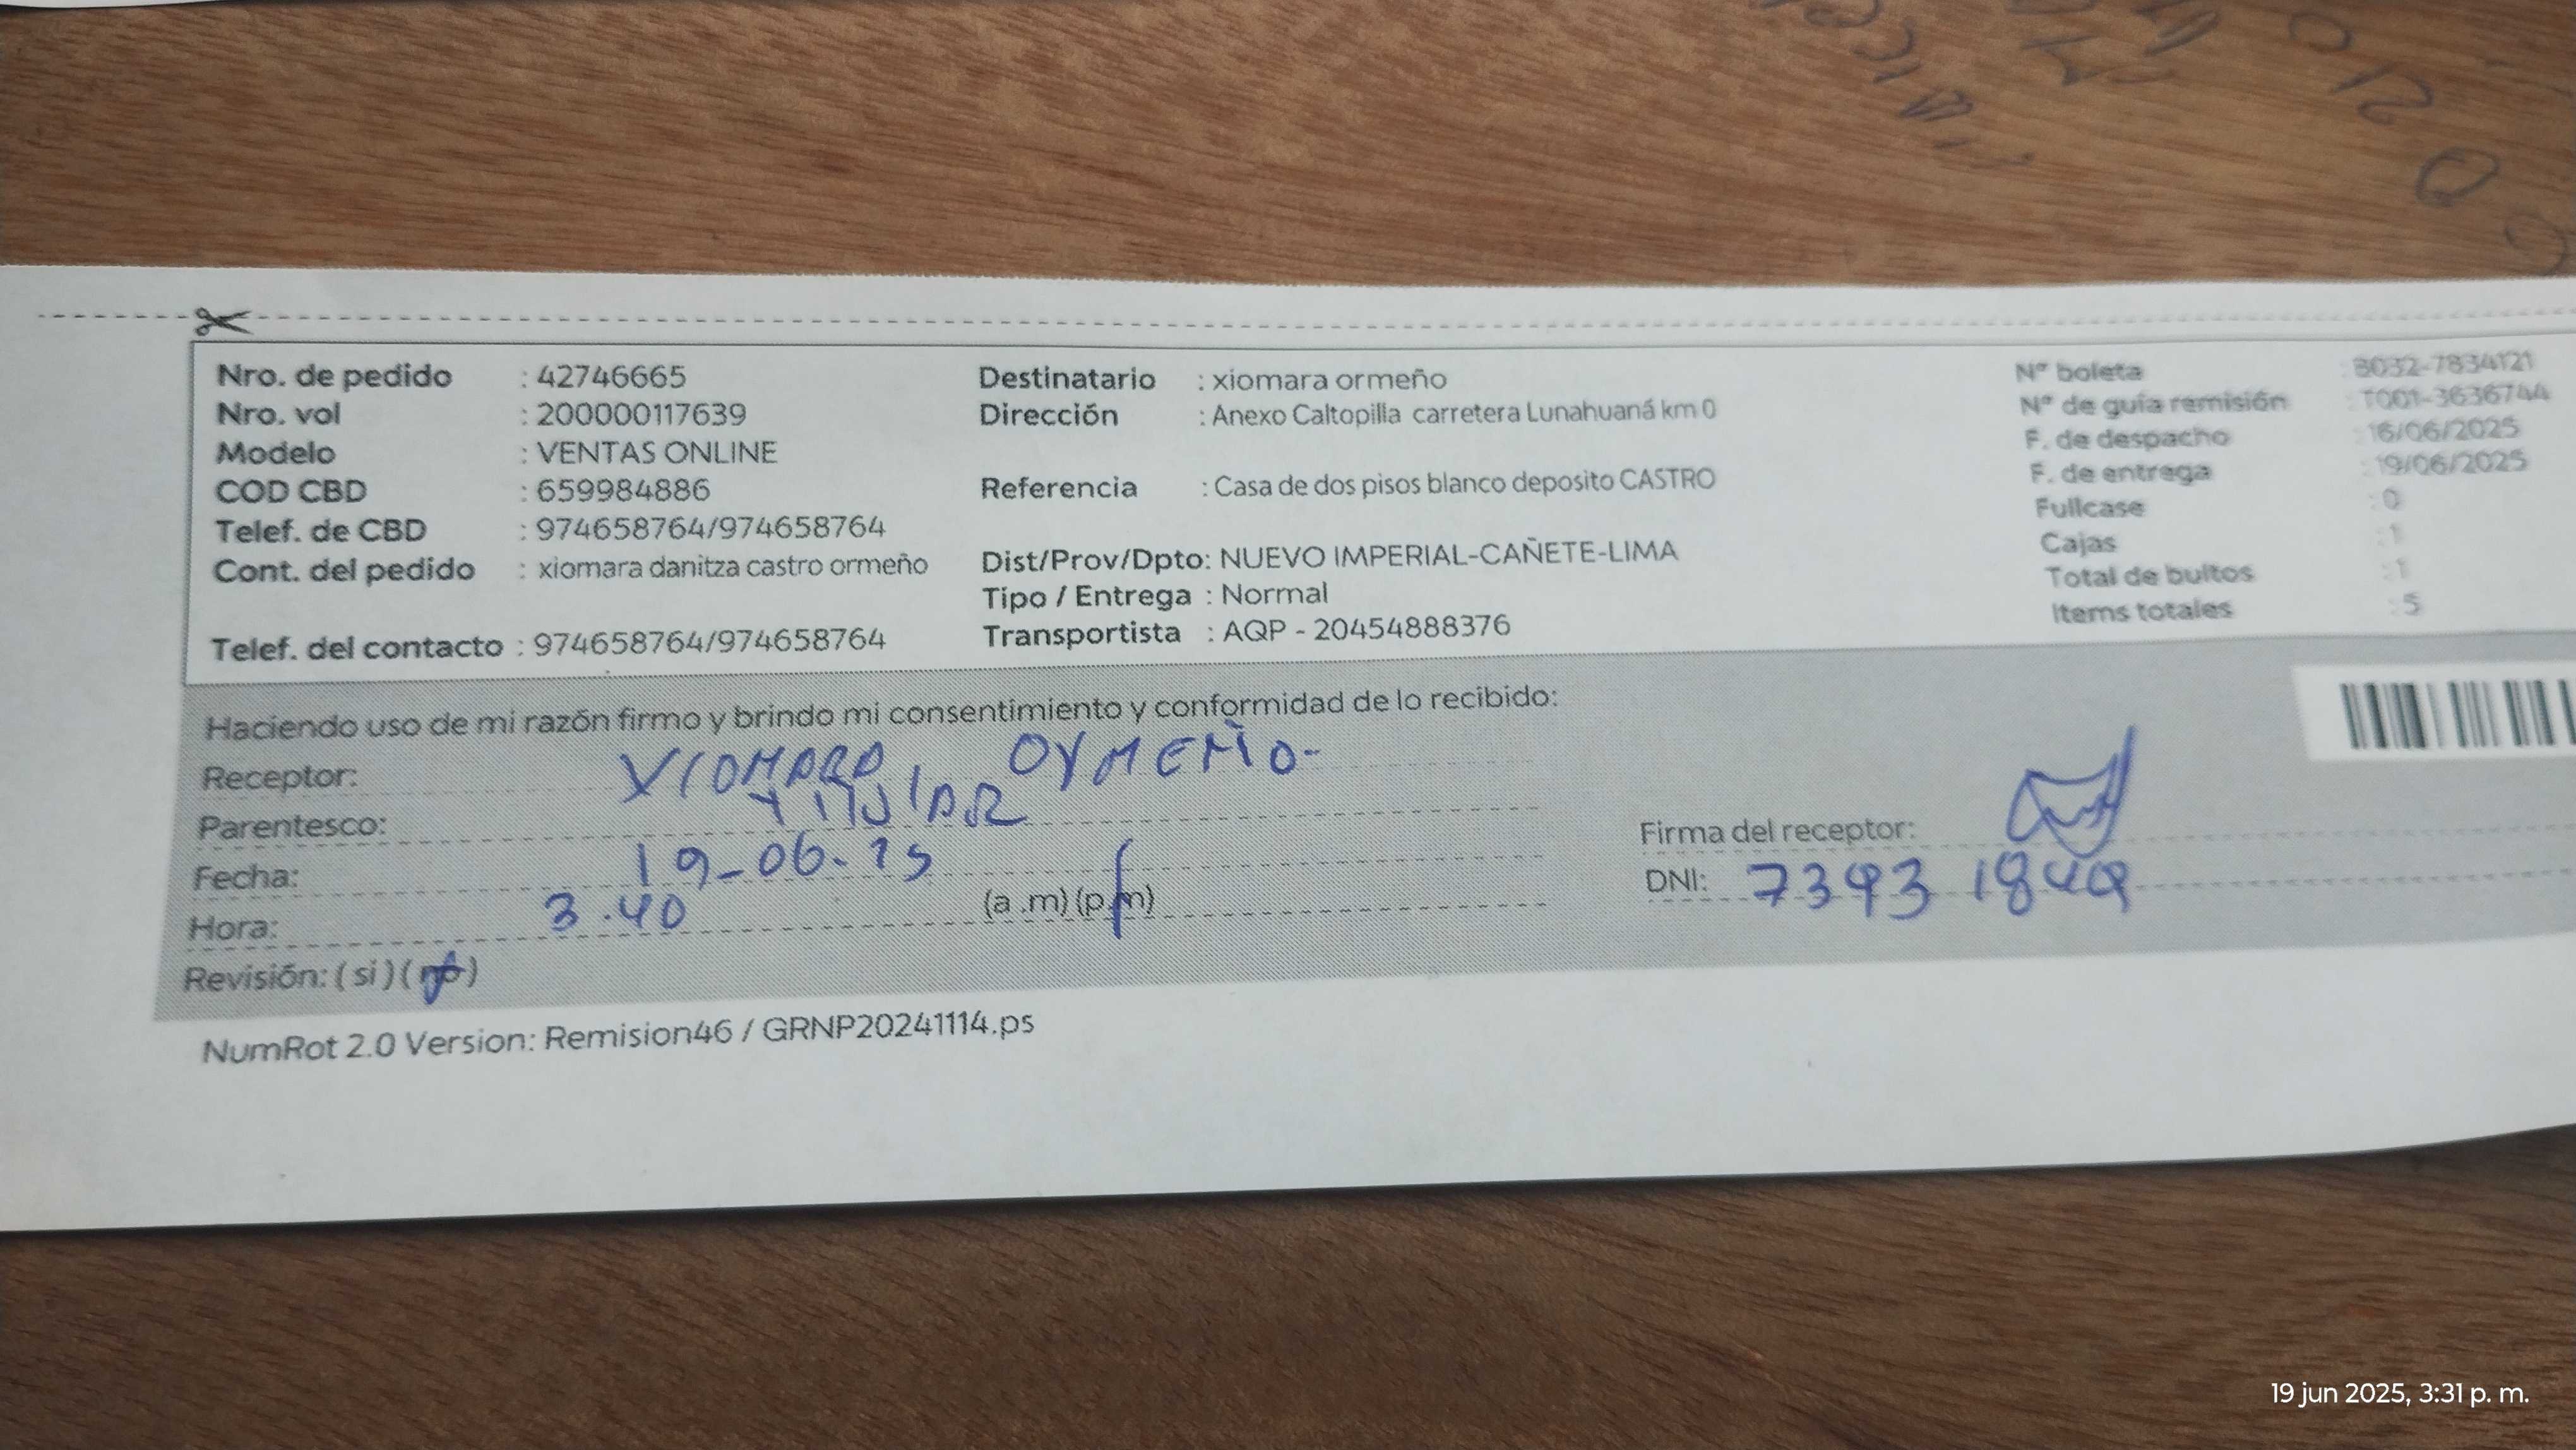 Nro. de pedido : 42746665
Nro. vol : 200000117639
Modelo : VENTAS ONLINE
COD CBD : 659984886
Telef. de CBD : 974658764/974658764
Cont. del pedido : xiomara danitza castro ormeño
Telef. del contacto : 974658764/974658764
Destinatario : xiomara ormeño
Dirección : Anexo Caltopilla carretera Lunahuaná km 0
Referencia : Casa de dos pisos blanco deposito CASTRO
Dist/Prov/Dpto: NUEVO IMPERIAL-CAÑETE-LIMA
Tipo / Entrega : Normal
Transportista : AQP - 20454888376
N° boleta : B032-7834121
N° de guía remisión : T001-3636744
F. de despacho : 16/06/2025
F. de entrega : 19/06/2025
Fullcase : 0
Cajas : 1
Total de bultos : 1
Items totales : 5
Haciendo uso de mi razón firmo y brindo mi consentimiento y conformidad de lo recibido:
Receptor: XIOMARA ORMEÑO-
Parentesco: TITULAR
Fecha: 19-06-25
Hora: 3.40 (a .m) (p.m)
Revisión: ( si ) ( no )
Firma del receptor:
DNI: 7393 184
NumRot 2.0 Version: Remision46 / GRNP20241114.ps
19 jun 2025, 3:31 p. m.